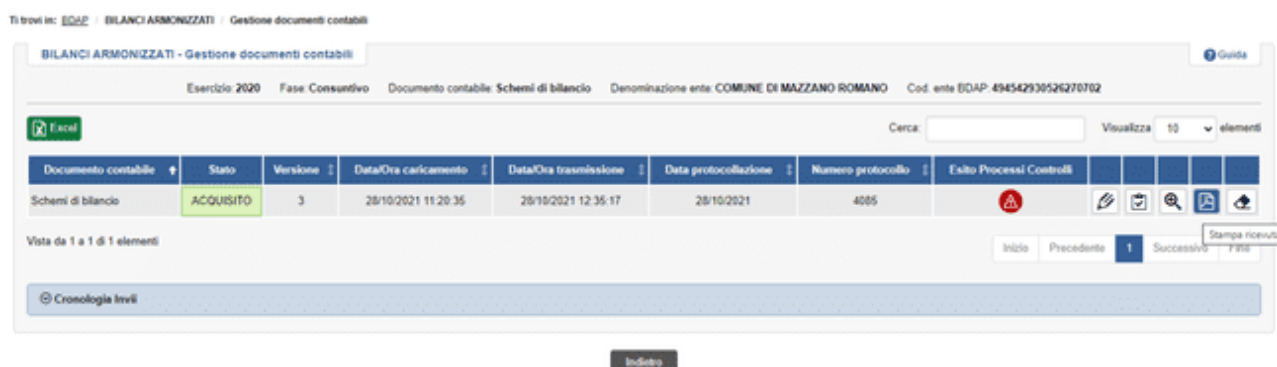 Ti trovi in: BDAP / BILANCI ARMONIZZATI / Gestione documenti contabili
BILANCI ARMONIZZATI - Gestione documenti contabili
Guida
Esercizio: 2020 Fase: Consuntivo Documento contabile: Schemi di bilancio Denominazione ente: COMUNE DI MAZZANO ROMANO Cod. ente BDAP: 494542930526270702
Excel Cerca: Visualizza 10 elementi
Documento contabile Stato Versione Data/Ora caricamento Data/Ora trasmissione Data protocollazione Numero protocollo Esito Processi Controlli
Schemi di bilancio ACQUISITO 3 28/10/2021 11:20:35 28/10/2021 12:35:17 28/10/2021 4085
Stampa ricevuta
Vista da 1 a 1 di 1 elementi
Inizio Precedente 1 Successivo Fine
Cronologia Invii
Indietro